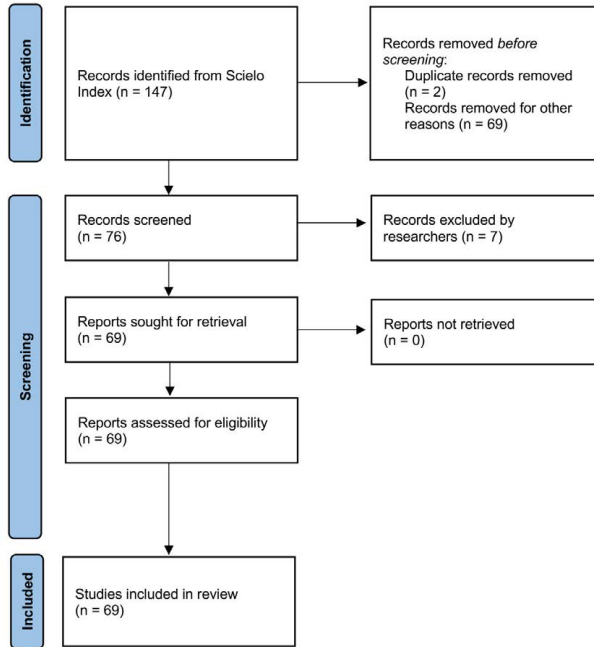 Identification
Records identified from Scielo
Index (n = 147)
Records removed before
screening:
Duplicate records removed
(n = 2)
Records removed for other
reasons (n = 69)
Screening
Records screened
(n = 76)
Records excluded by
researchers (n = 7)
Reports sought for retrieval
(n = 69)
Reports not retrieved
(n = 0)
Reports assessed for eligibility
(n = 69)
Included
Studies included in review
(n = 69)